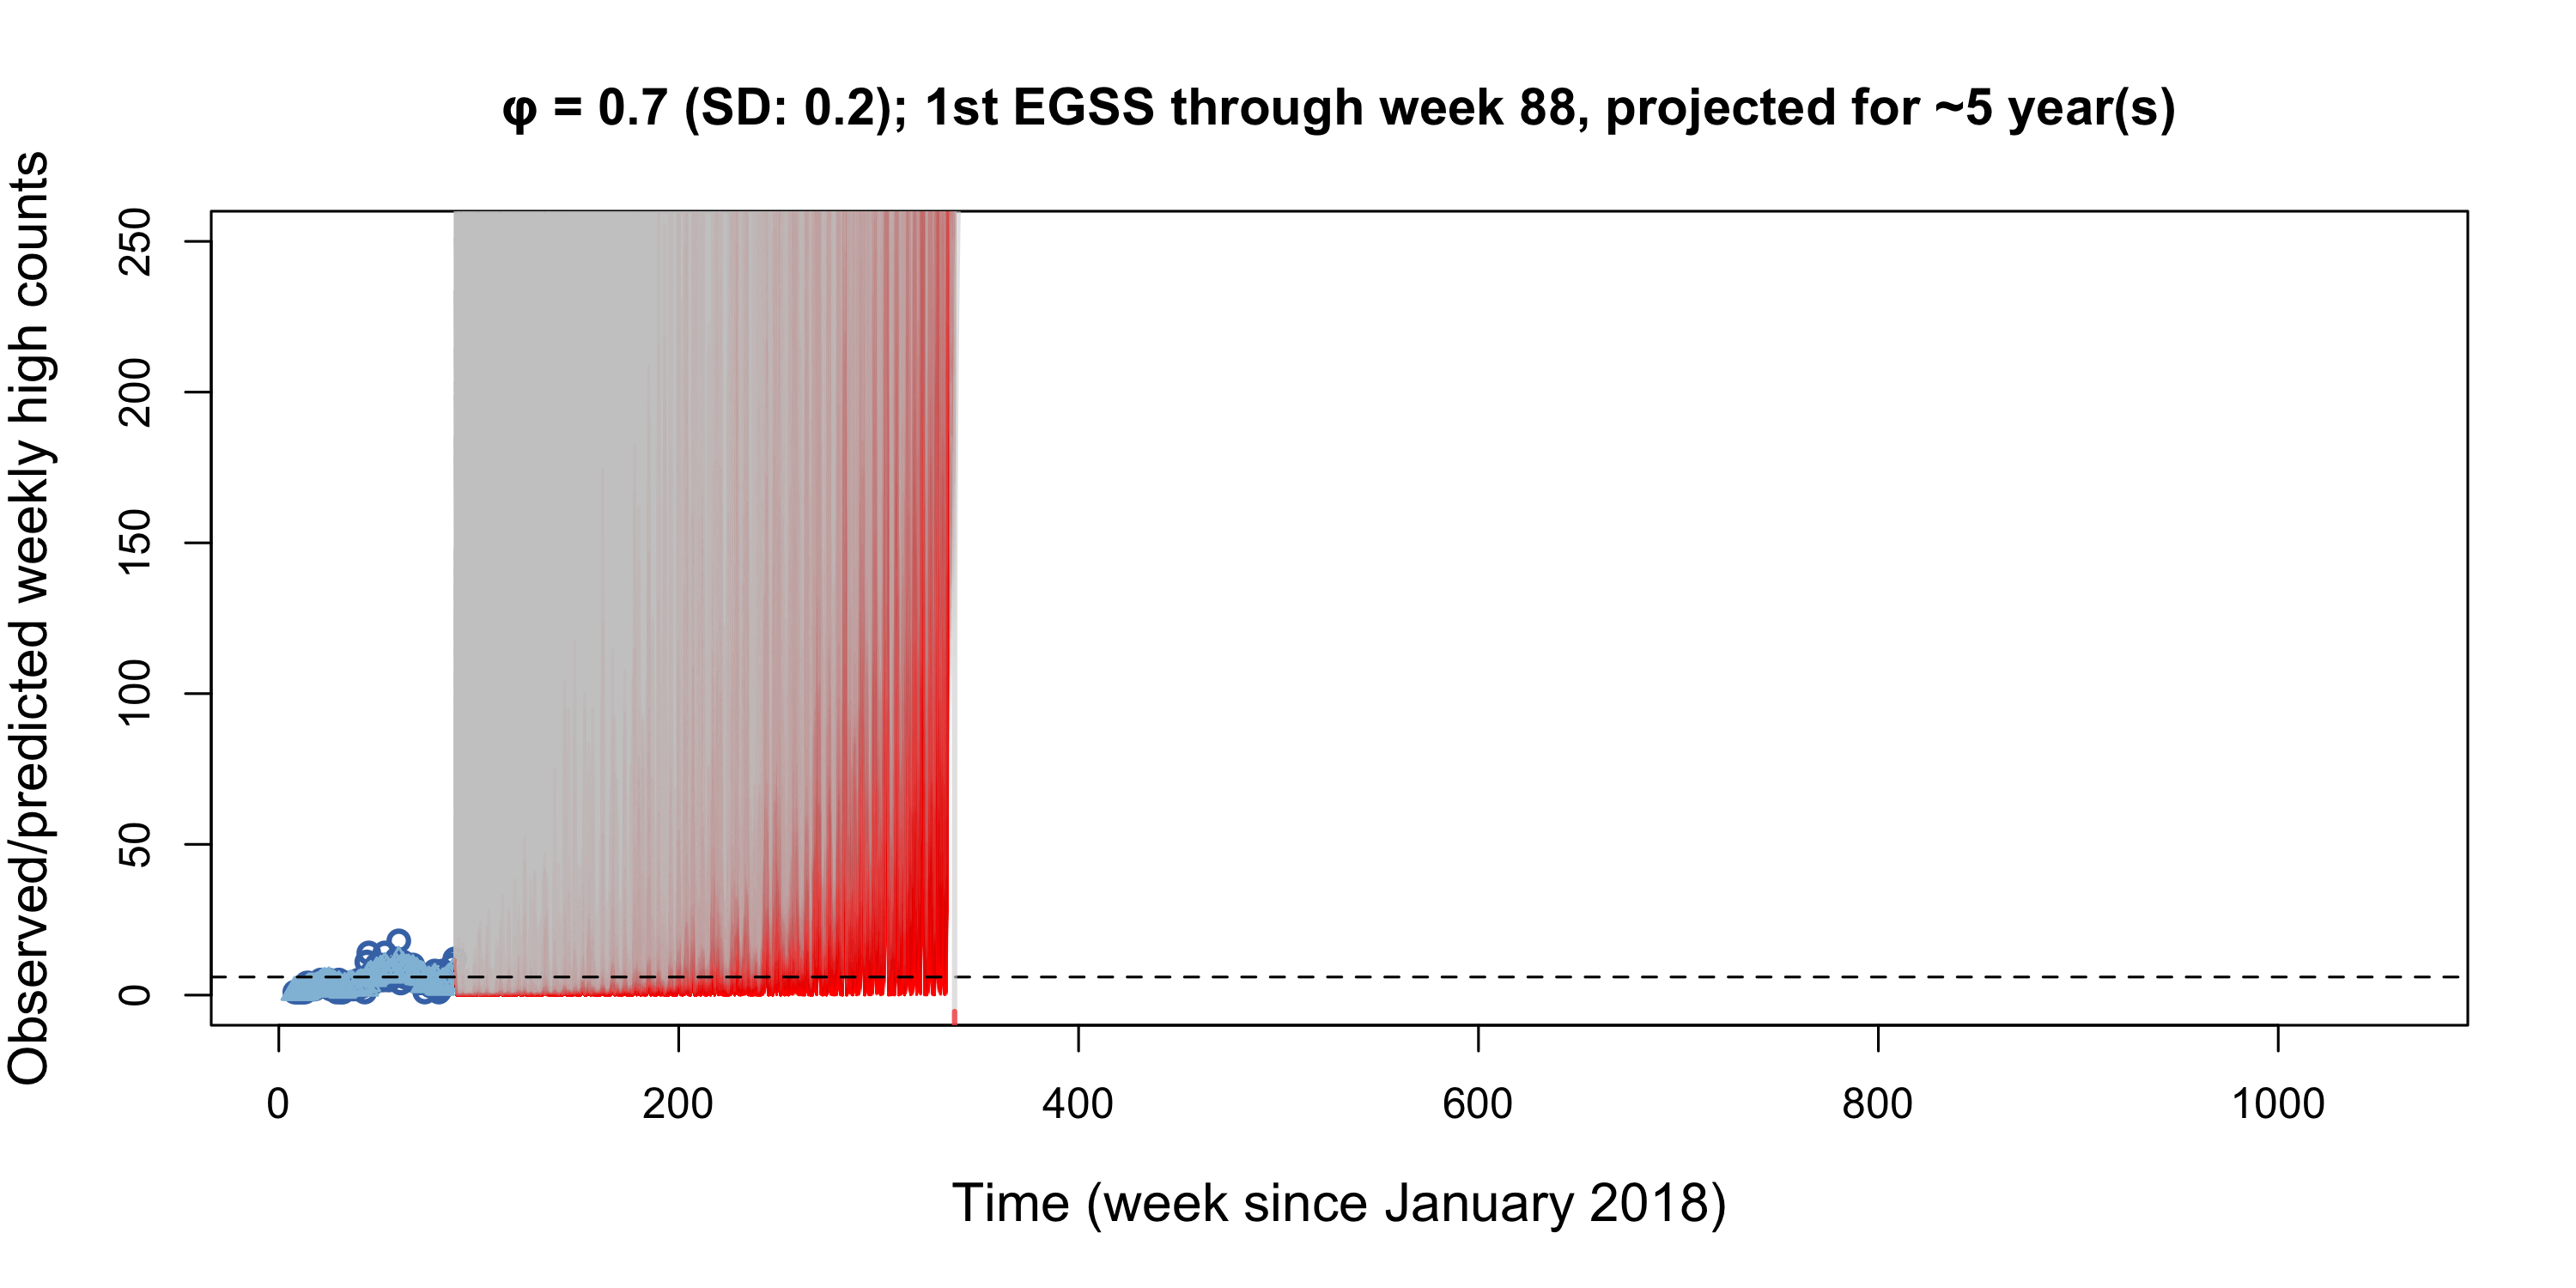 φ = 0.7 (SD: 0.2); 1st EGSS through week 88, projected for ~5 year(s)
Observed/predicted weekly high counts
250
200
150
100
50
0
0 200 400 600 800 1000
Time (week since January 2018)